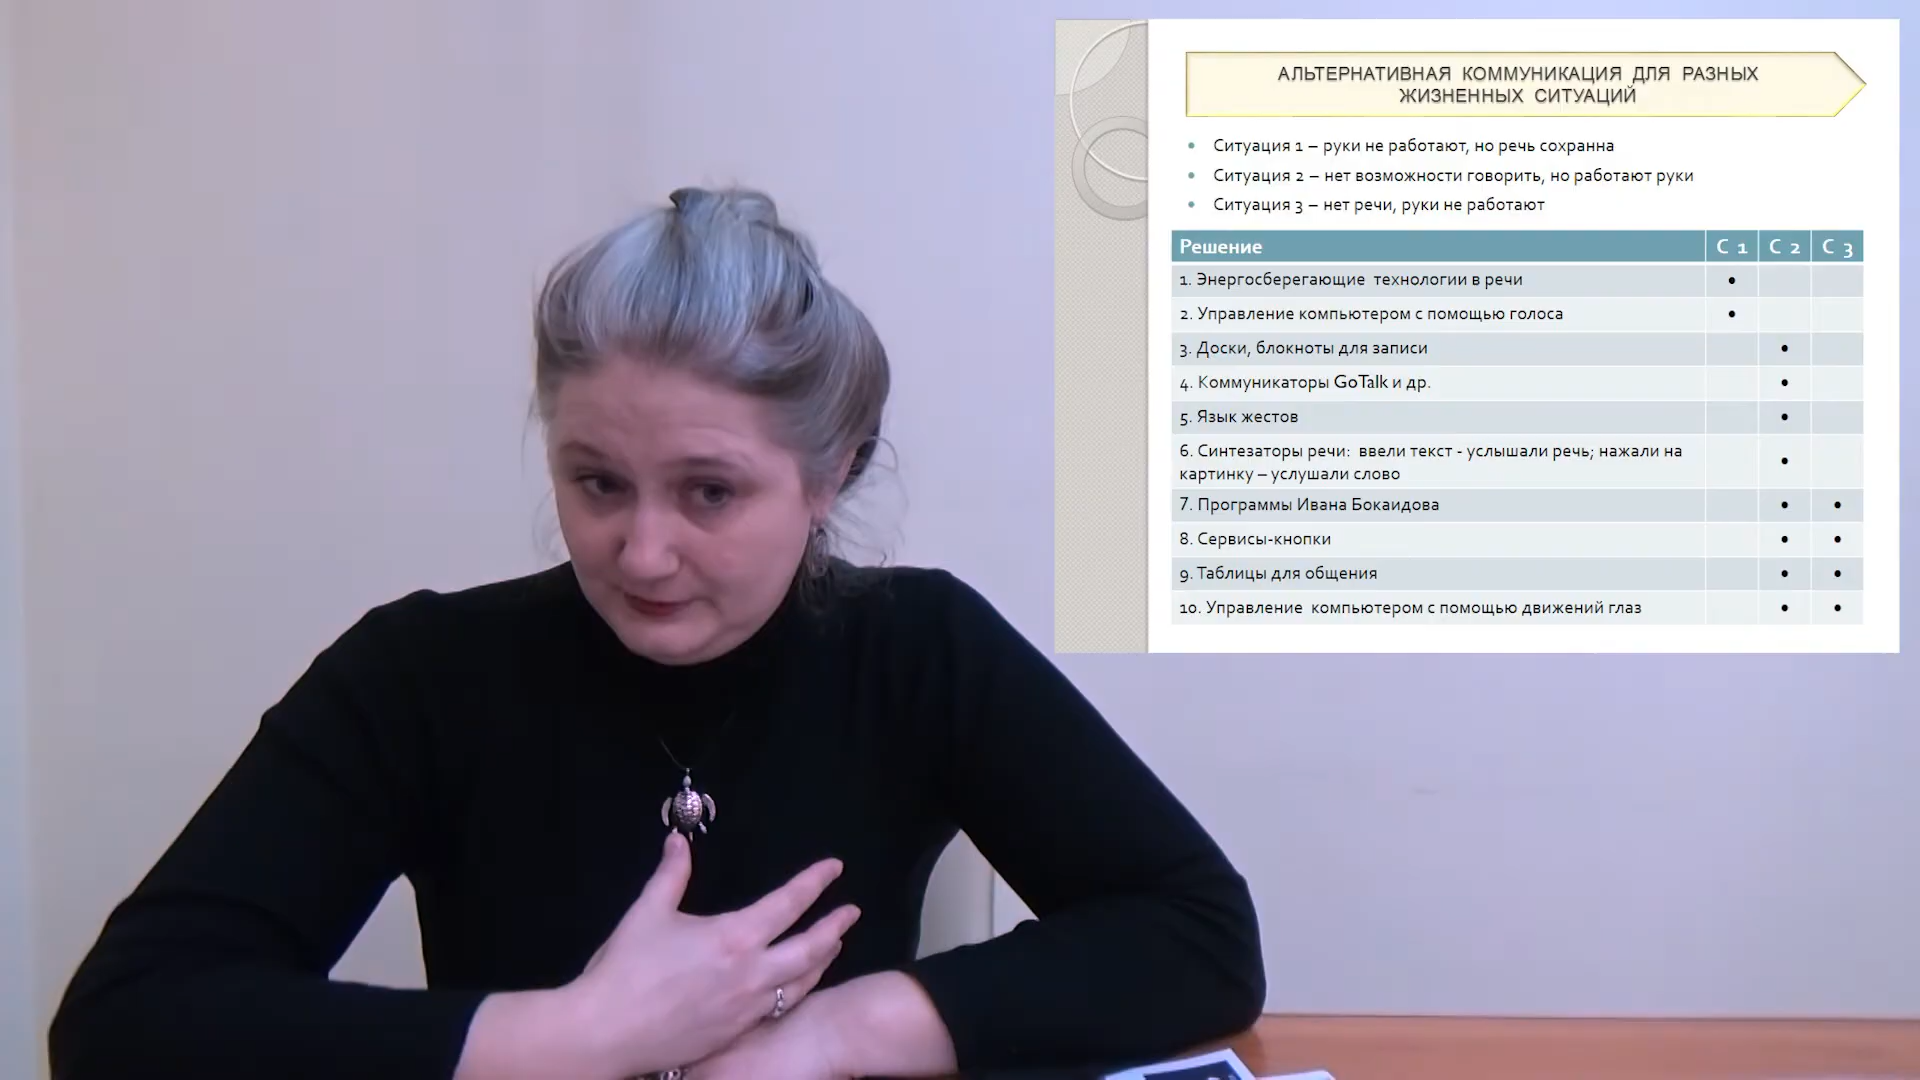 АЛЬТЕРНАТИВНАЯ КОММУНИКАЦИЯ ДЛЯ РАЗНЫХ
ЖИЗНЕННЫХ СИТУАЦИЙ
• Ситуация 1 – руки не работают, но речь сохранна
• Ситуация 2 – нет возможности говорить, но работают руки
• Ситуация 3 – нет речи, руки не работают
Решение С 1 С 2 С 3
1. Энергосберегающие технологии в речи •
2. Управление компьютером с помощью голоса •
3. Доски, блокноты для записи •
4. Коммуникаторы GoTalk и др. •
5. Язык жестов •
6. Синтезаторы речи: ввели текст - услышали речь; нажали на
картинку – услушали слово •
7. Программы Ивана Бокаидова • •
8. Сервисы-кнопки • •
9. Таблицы для общения • •
10. Управление компьютером с помощью движений глаз • •